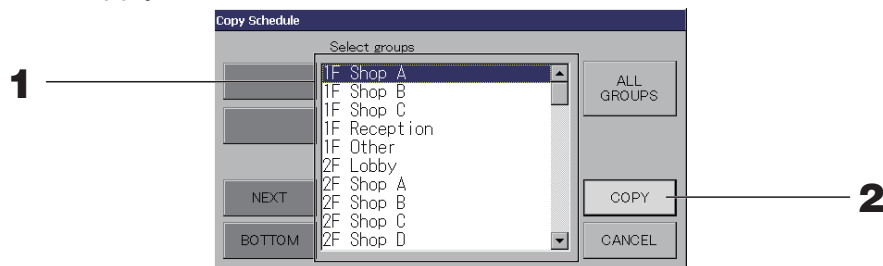 Copy Schedule
Select groups
1
1F Shop A
1F Shop B
1F Shop C
1F Reception
1F Other
2F Lobby
2F Shop A
2F Shop B
2F Shop C
2F Shop D
ALL
GROUPS
NEXT
BOTTOM
COPY
2
CANCEL